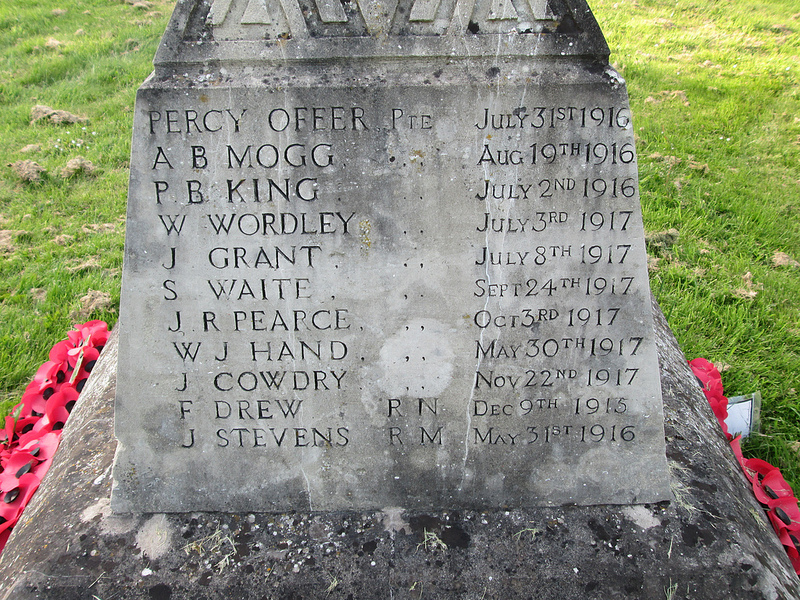 PERCY OFFER PTE JULY 31ST 1916
A B MOGG . ,, AUG 19TH 1916
P B KING . ,, JULY 2ND 1916
W WORDLEY ,, JULY 3RD 1917
J GRANT . ,, JULY 8TH 1917
S WAITE . ,, SEPT 24TH 1917
J. R PEARCE. ,, OCT 3RD 1917
W J HAND . ,, MAY 30TH 1917
J COWDRY ,, NOV 22ND 1917
F DREW R N DEC 9TH 1915
J STEVENS R M MAY 31ST 1916